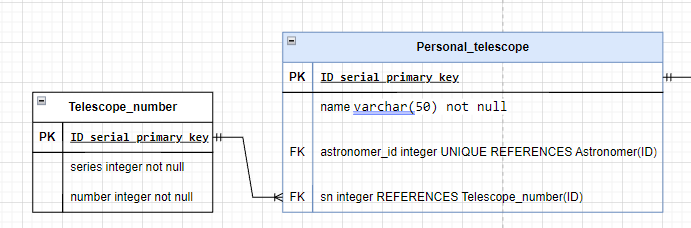 Personal_telescope
PK ID serial primary key
name varchar(50) not null
FK astronomer_id integer UNIQUE REFERENCES Astronomer(ID)
FK sn integer REFERENCES Telescope_number(ID)
Telescope_number
PK ID serial primary key
series integer not null
number integer not null